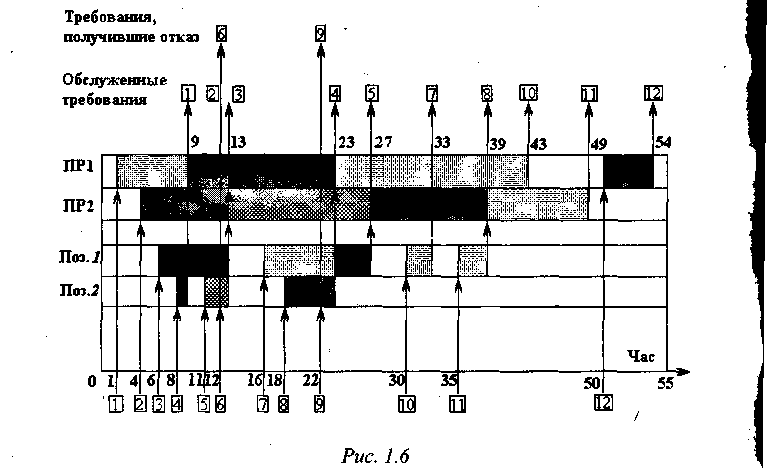 Требования,
получившие отказ
6 9
Обслуженные
требования
1 2 3 4 5 7 8 10 11 12
9 13 23 27 33 39 43 49 54
ПР1
ПР2
Поз.1
Поз.2
Час
0 1 4 6 8 11 12 16 18 22 30 35 50 55
1 2 3 4 5 6 7 8 9 10 11 12
Рис. 1.6